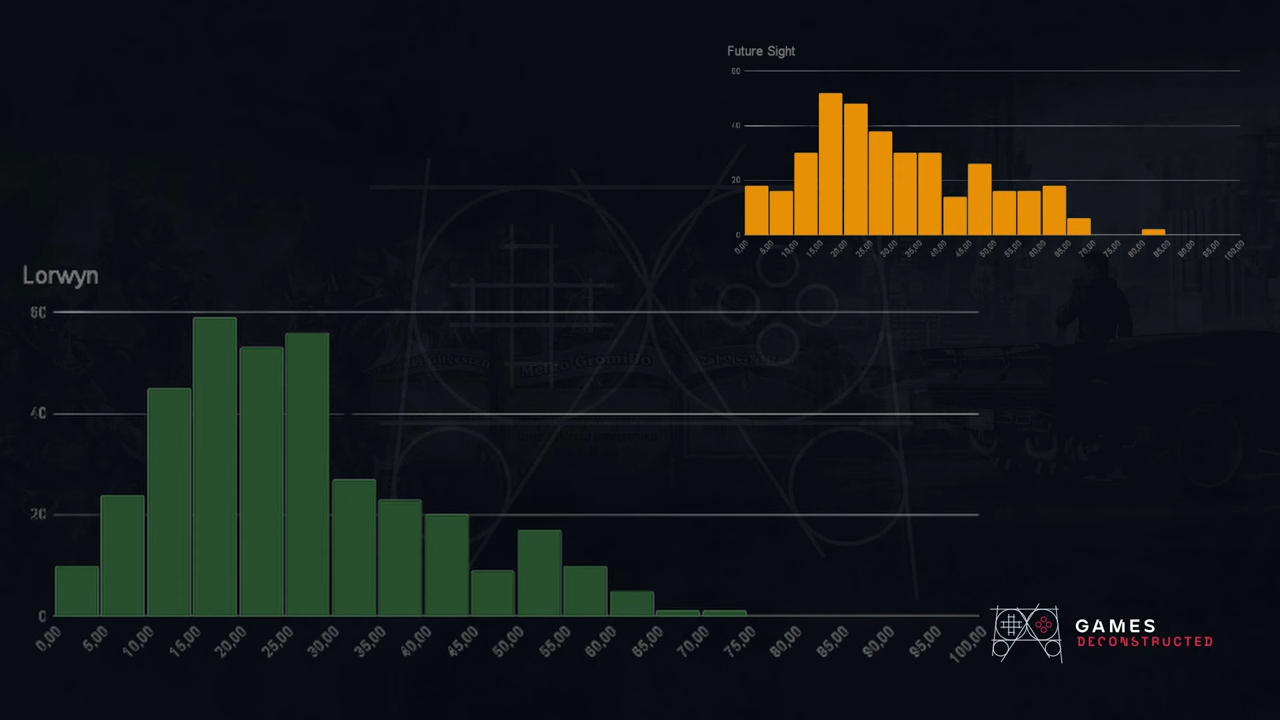 Future Sight
60
40
20
0
0,00 5,00 10,00 15,00 20,00 25,00 30,00 35,00 40,00 45,00 50,00 55,00 60,00 65,00 70,00 75,00 80,00 85,00 90,00 95,00 100,00
Lorwyn
60
40
20
0
0,00 5,00 10,00 15,00 20,00 25,00 30,00 35,00 40,00 45,00 50,00 55,00 60,00 65,00 70,00 75,00 80,00 85,00 90,00 95,00 100,00
Metro Gromillo
GAMES
DECONSTRUCTED